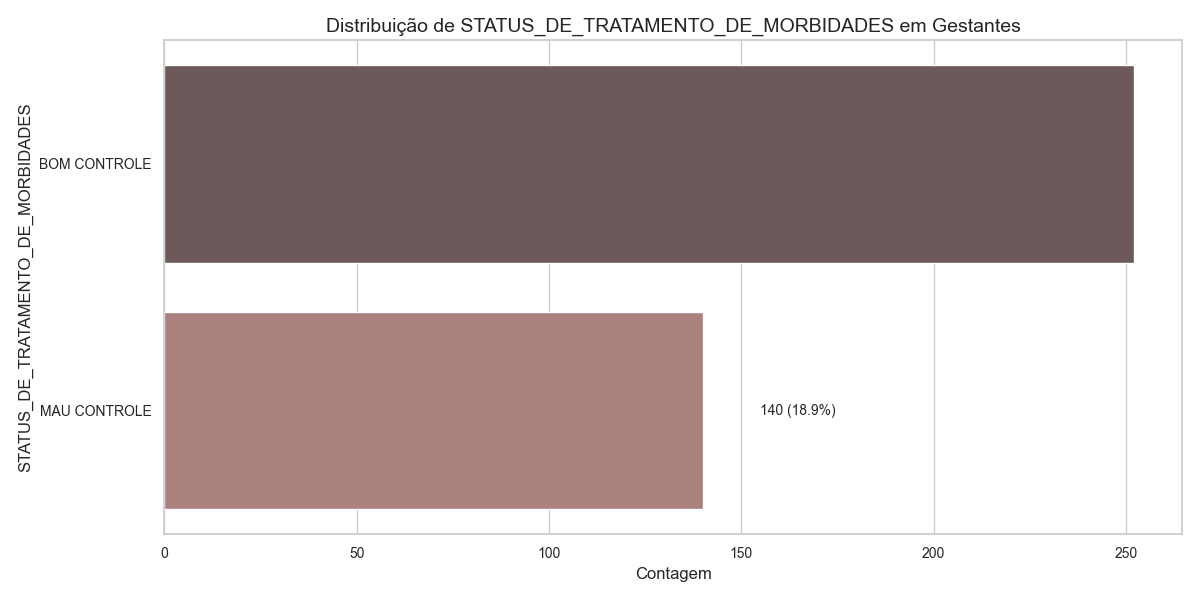 Distribuição de STATUS_DE_TRATAMENTO_DE_MORBIDADES em Gestantes
STATUS_DE_TRATAMENTO_DE_MORBIDADES
BOM CONTROLE
MAU CONTROLE
140 (18.9%)
0 50 100 150 200 250
Contagem